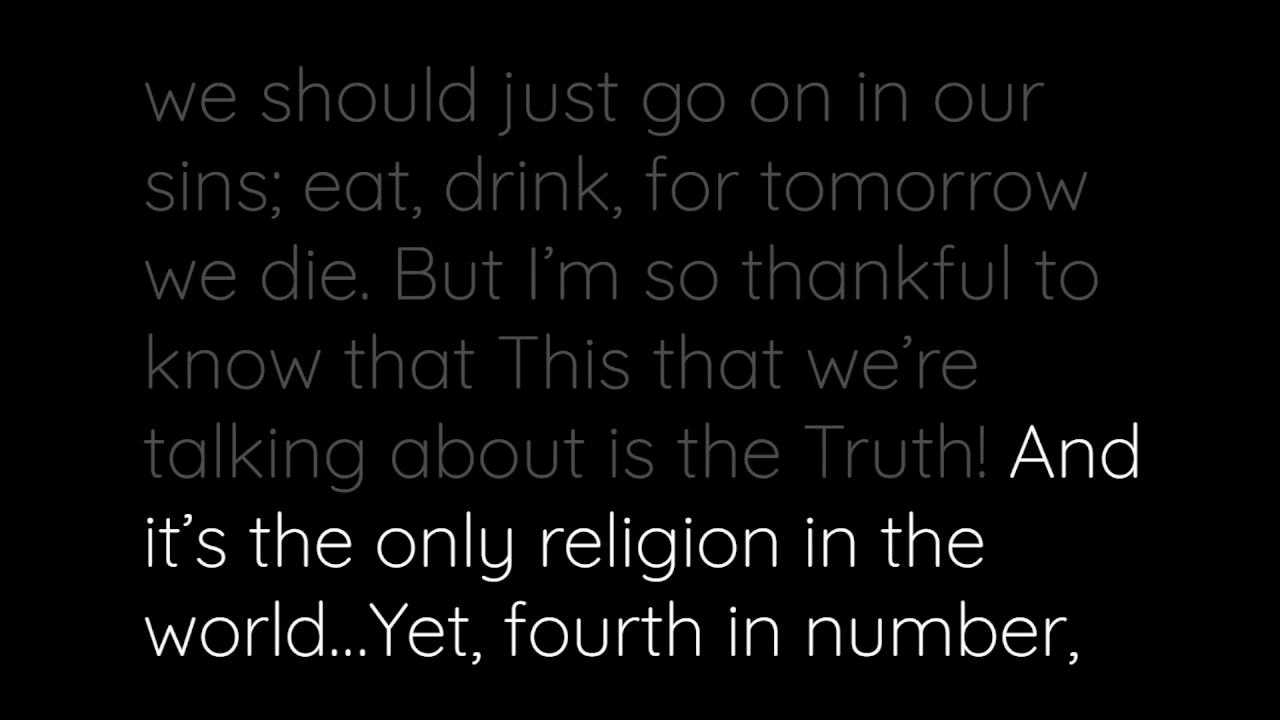 we should just go on in our
sins; eat, drink, for tomorrow
we die. But I’m so thankful to
know that This that we’re
talking about is the Truth! And
it’s the only religion in the
world...Yet, fourth in number,